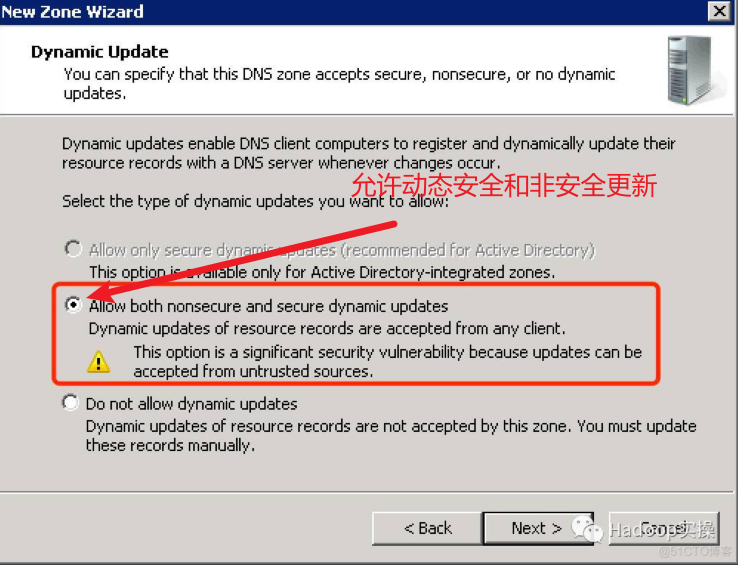 New Zone Wizard
Dynamic Update
You can specify that this DNS zone accepts secure, nonsecure, or no dynamic
updates.
Dynamic updates enable DNS client computers to register and dynamically update their
resource records with a DNS server whenever changes occur.
允许动态安全和非安全更新
Select the type of dynamic updates you want to allow:
Allow only secure dynamic updates (recommended for Active Directory)
This option is available only for Active Directory-integrated zones.
Allow both nonsecure and secure dynamic updates
Dynamic updates of resource records are accepted from any client.
This option is a significant security vulnerability because updates can be
accepted from untrusted sources.
Do not allow dynamic updates
Dynamic updates of resource records are not accepted by this zone. You must update
these records manually.
< Back Next > Cancel
Hadoop实操
@51CTO博客